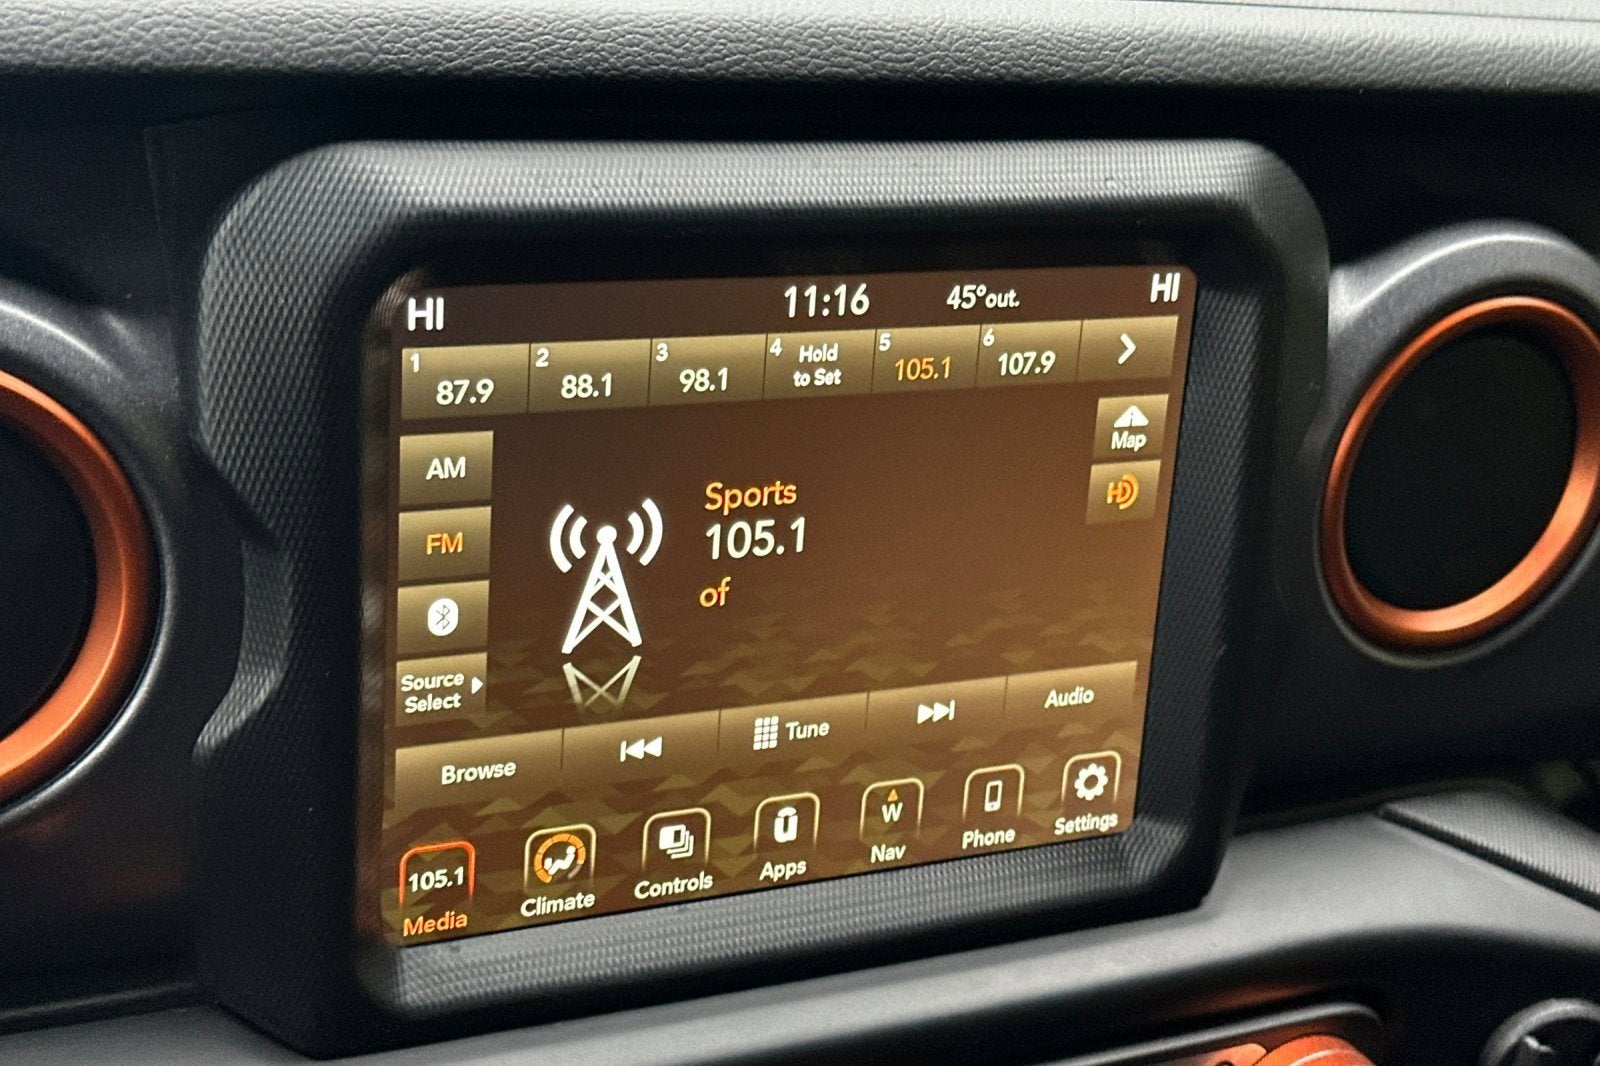 HI 11:16 45°out. HI
1 87.9
2 88.1
3 98.1
4 Hold
to Set
5 105.1
6 107.9
AM
FM
Source
Select
Sports
105.1
of
Map
HD
Browse
Tune
Audio
105.1
Media
Climate
Controls
Apps
W
Nav
Phone
Settings